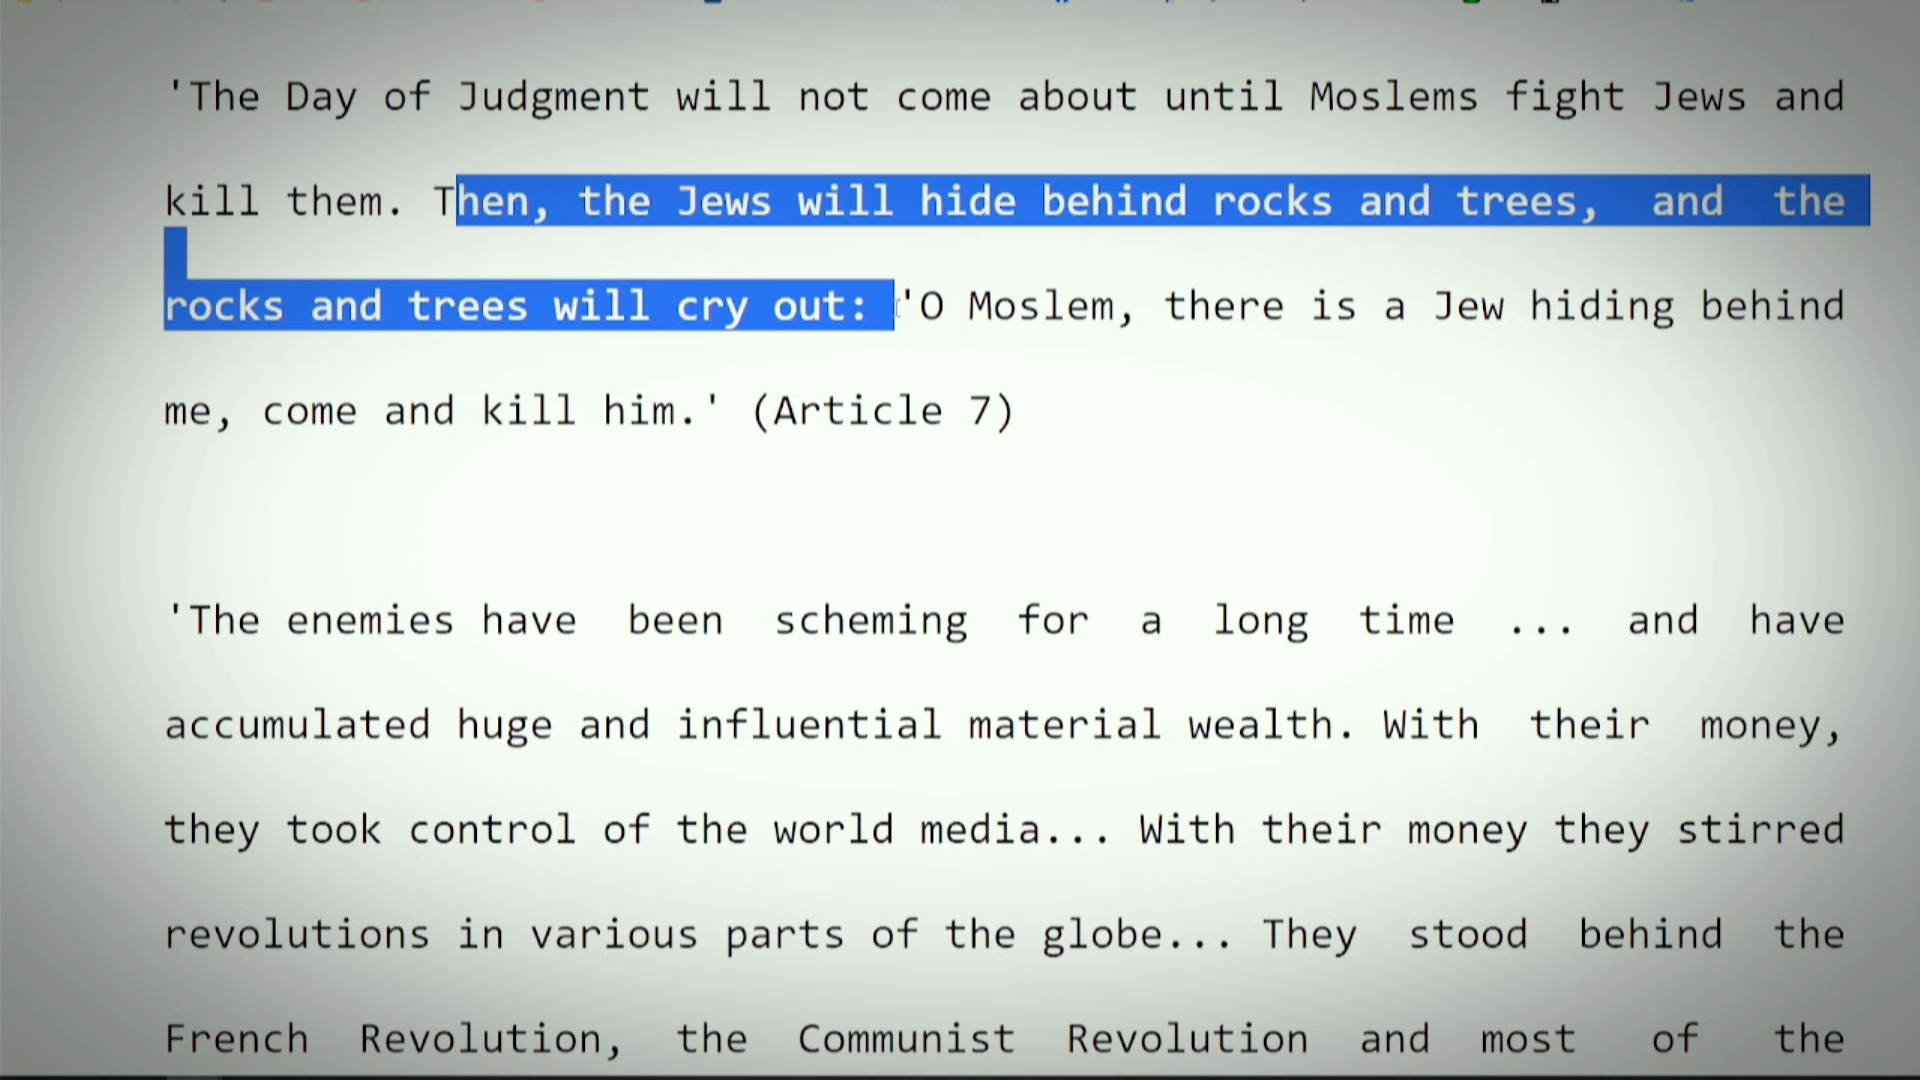 'The Day of Judgment will not come about until Moslems fight Jews and
kill them. Then, the Jews will hide behind rocks and trees, and the
rocks and trees will cry out: 'O Moslem, there is a Jew hiding behind
me, come and kill him.' (Article 7)
'The enemies have been scheming for a long time ... and have
accumulated huge and influential material wealth. With their money,
they took control of the world media... With their money they stirred
revolutions in various parts of the globe... They stood behind the
French Revolution, the Communist Revolution and most of the